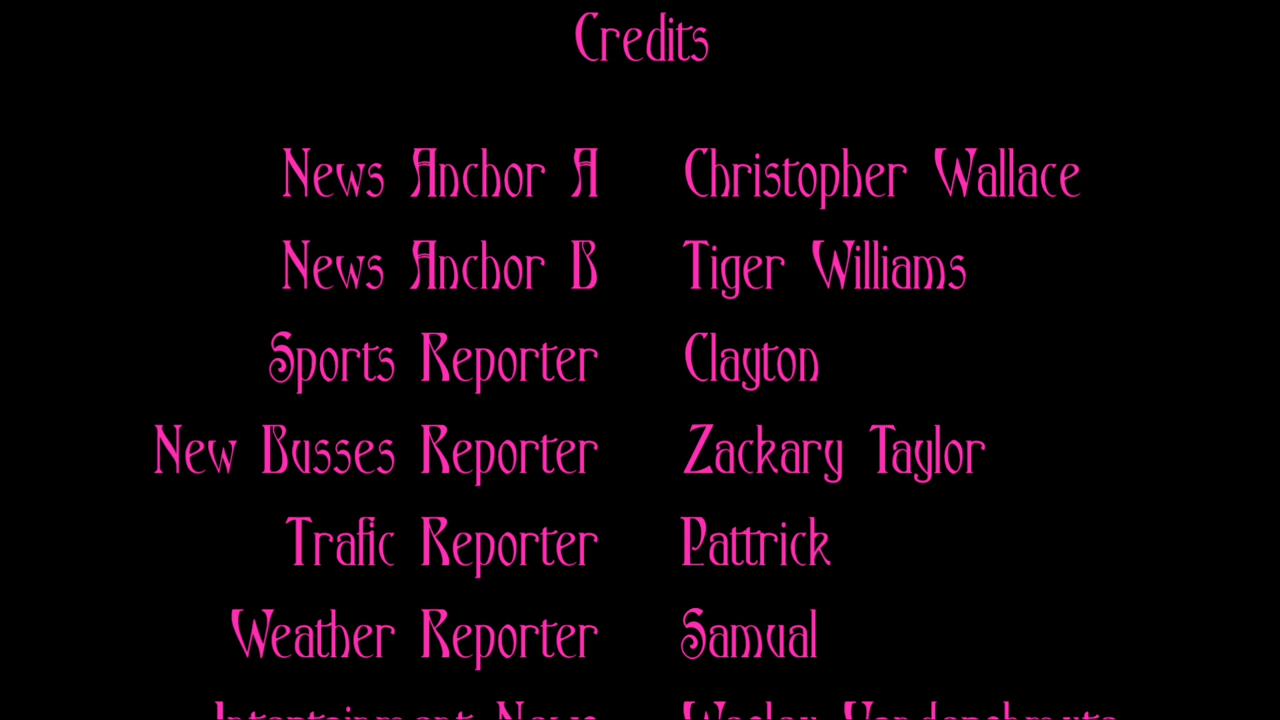 Credits
News Anchor A Christopher Wallace
News Anchor B Tiger Williams
Sports Reporter Clayton
New Busses Reporter Zackary Taylor
Trafic Reporter Pattrick
Weather Reporter Samual